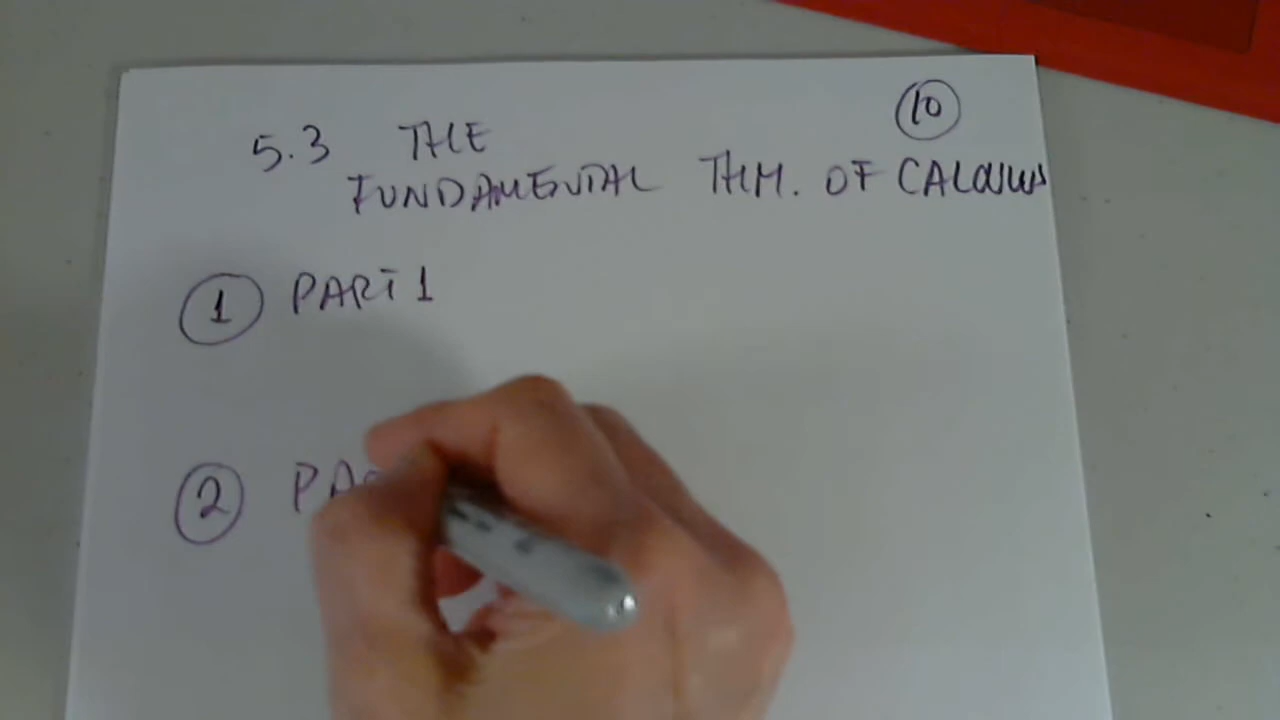 10
5.3 THE
FUNDAMENTAL THM. OF CALCULUS
1 PART 1
2 PA